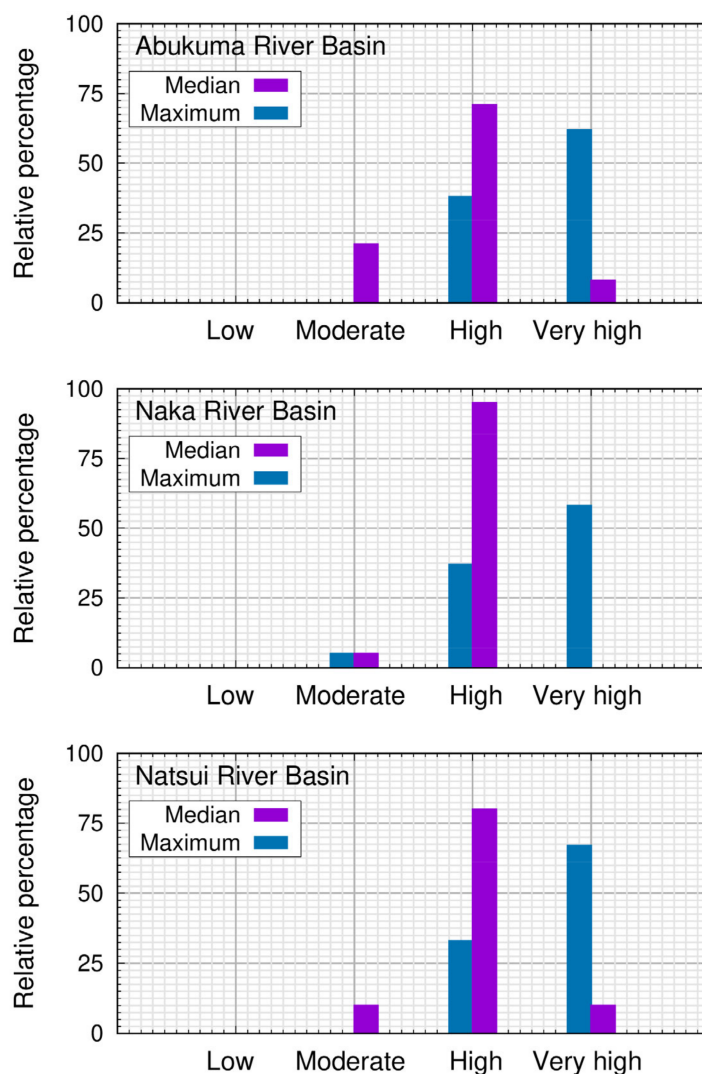 Abukuma River Basin
Median
Maximum
Relative percentage
100
75
50
25
0
Low Moderate High Very high
Naka River Basin
Median
Maximum
Relative percentage
100
75
50
25
0
Low Moderate High Very high
Natsui River Basin
Median
Maximum
Relative percentage
100
75
50
25
0
Low Moderate High Very high